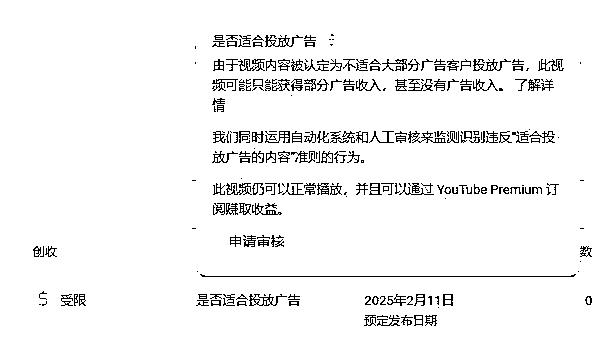 是否适合投放广告
由于视频内容被认定为不适合大部分广告客户投放广告，此视
频可能只能获得部分广告收入，甚至没有广告收入。 了解详
情
我们同时运用自动化系统和人工审核来监测识别违反“适合投
放广告的内容”准则的行为。
此视频仍可以正常播放，并且可以通过 YouTube Premium 订
阅赚取收益。
申请审核
创收 数
$ 受限 是否适合投放广告 2025年2月11日 0
预定发布日期